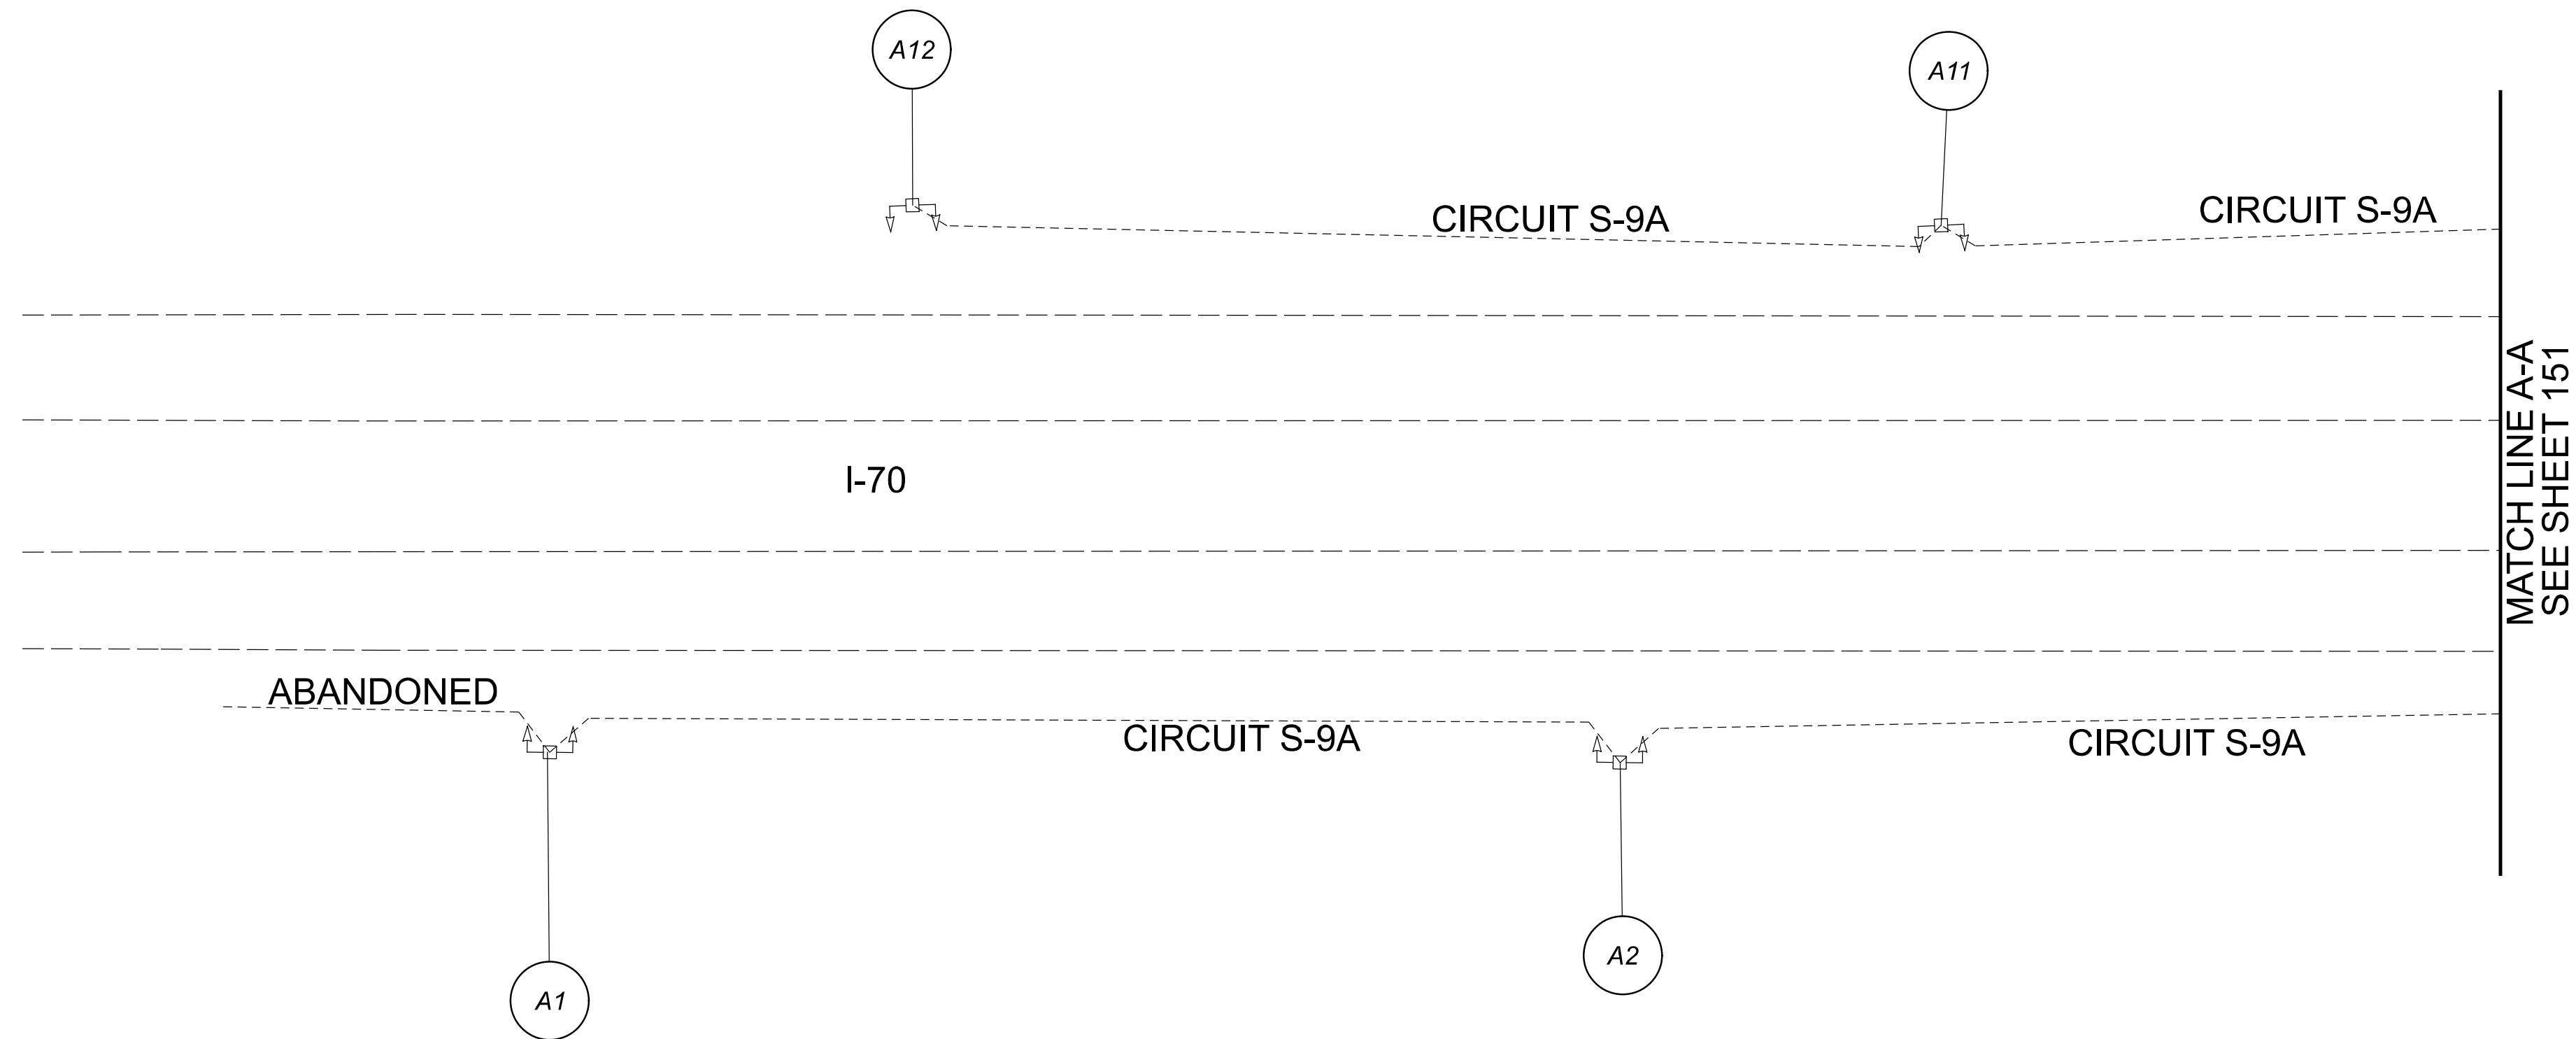 A12
A11
CIRCUIT S-9A
CIRCUIT S-9A
I-70
MATCH LINE A-A
SEE SHEET 151
ABANDONED
CIRCUIT S-9A
CIRCUIT S-9A
A2
A1